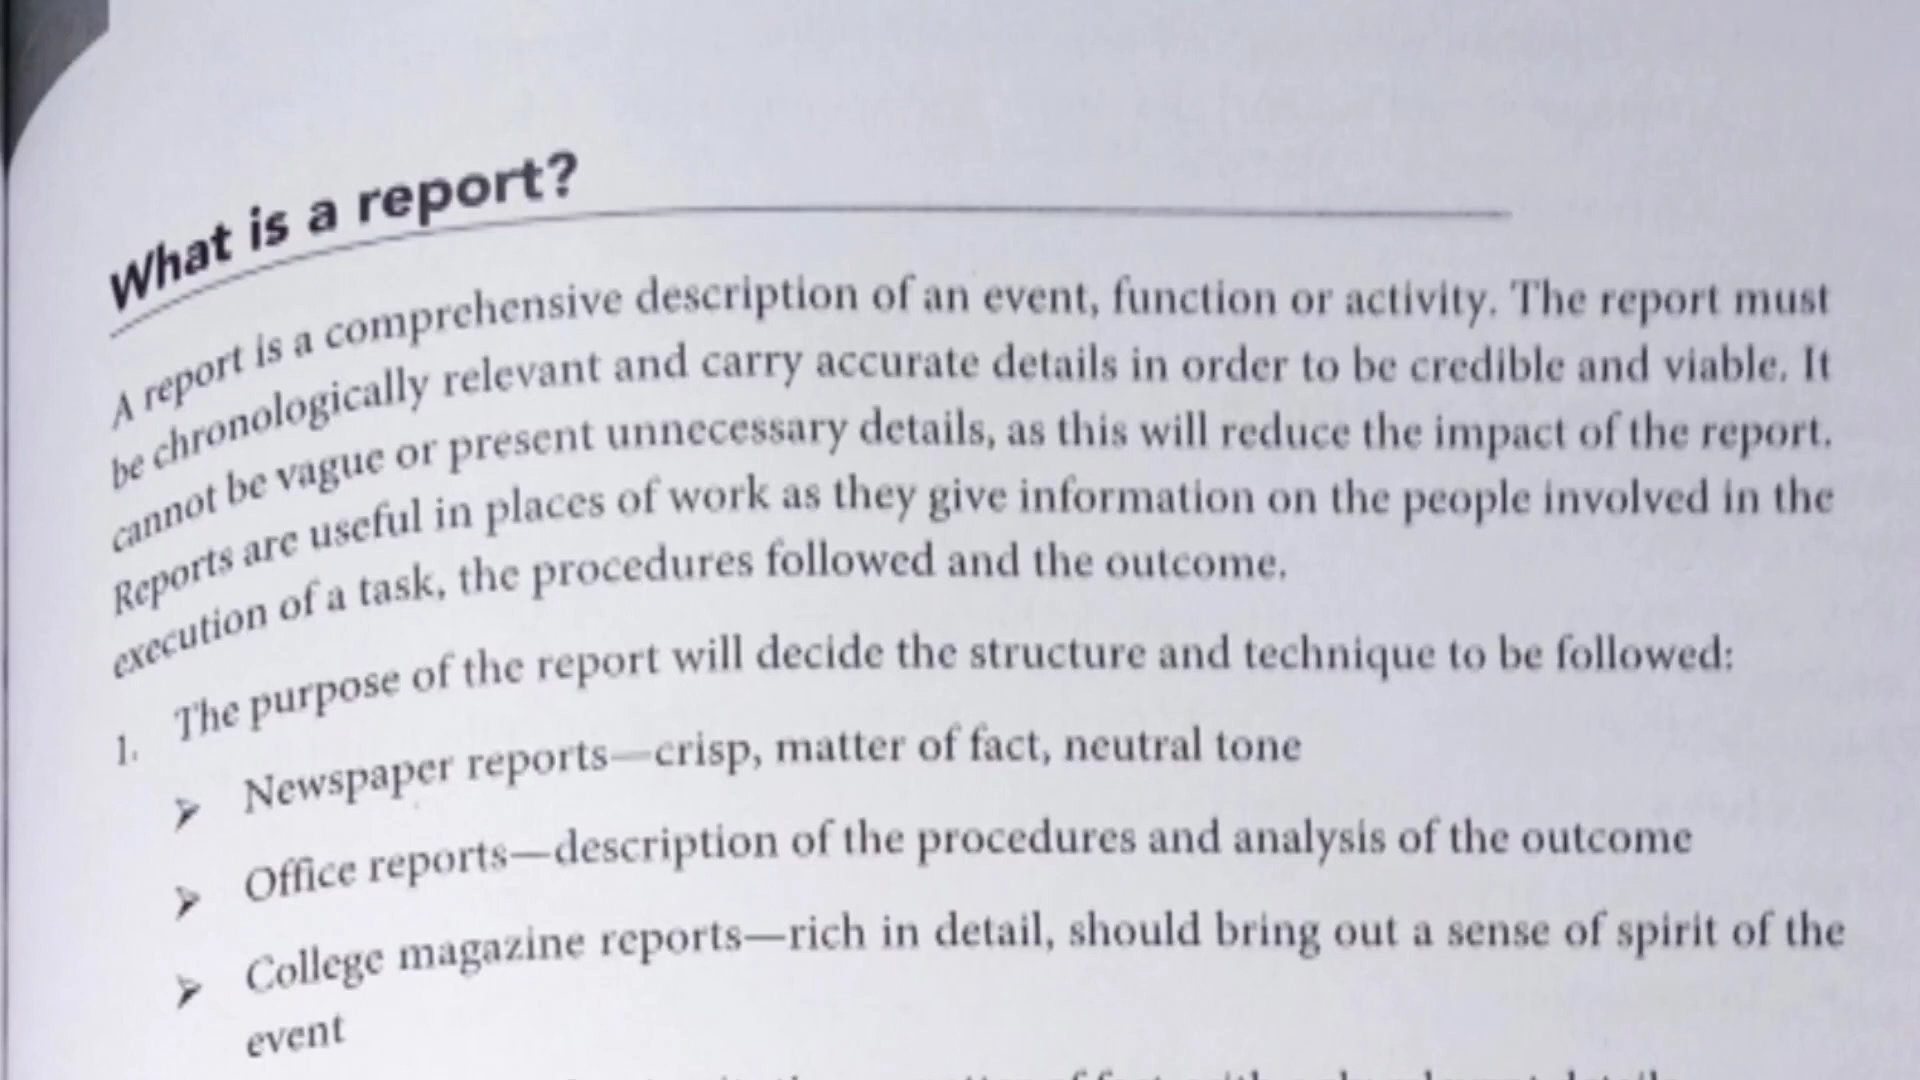 What is a report?
A report is a comprehensive description of an event, function or activity. The report must
be chronologically relevant and carry accurate details in order to be credible and viable. It
cannot be vague or present unnecessary details, as this will reduce the impact of the report.
Reports are useful in places of work as they give information on the people involved in the
execution of a task, the procedures followed and the outcome.
1. The purpose of the report will decide the structure and technique to be followed:
➤ Newspaper reports—crisp, matter of fact, neutral tone
➤ Office reports—description of the procedures and analysis of the outcome
➤ College magazine reports—rich in detail, should bring out a sense of spirit of the
event